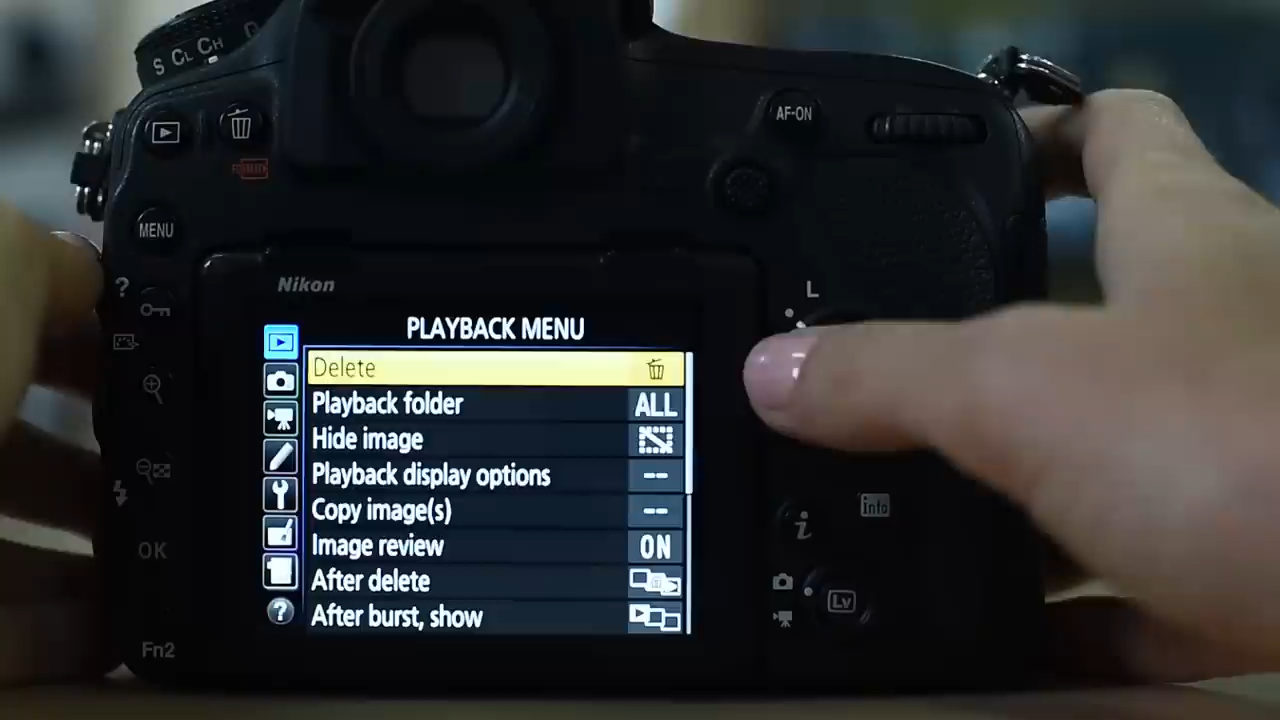 S CL CH
AF-ON
FORMAT
MENU
?
L
Nikon
PLAYBACK MENU
Delete
Playback folder ALL
Hide image
Playback display options --
Copy image(s) --
Image review ON
After delete
After burst, show
?
i
info
OK
Lv
Fn2